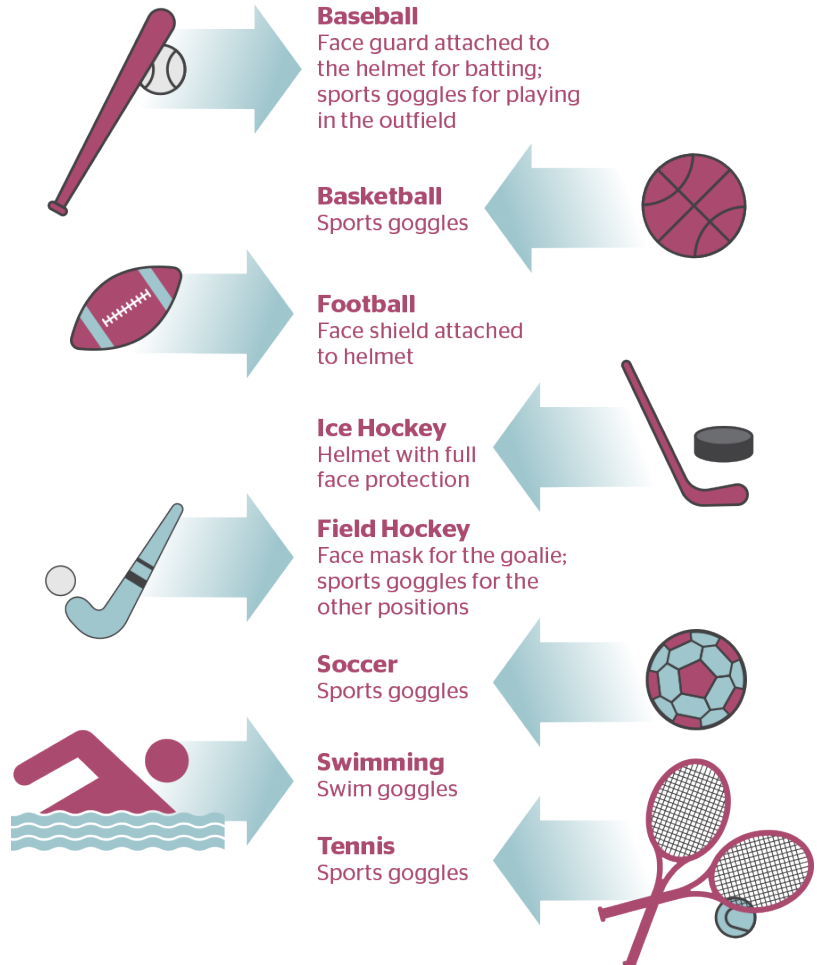 Baseball
Face guard attached to
the helmet for batting;
sports goggles for playing
in the outfield
Basketball
Sports goggles
Football
Face shield attached
to helmet
Ice Hockey
Helmet with full
face protection
Field Hockey
Face mask for the goalie;
sports goggles for the
other positions
Soccer
Sports goggles
Swimming
Swim goggles
Tennis
Sports goggles